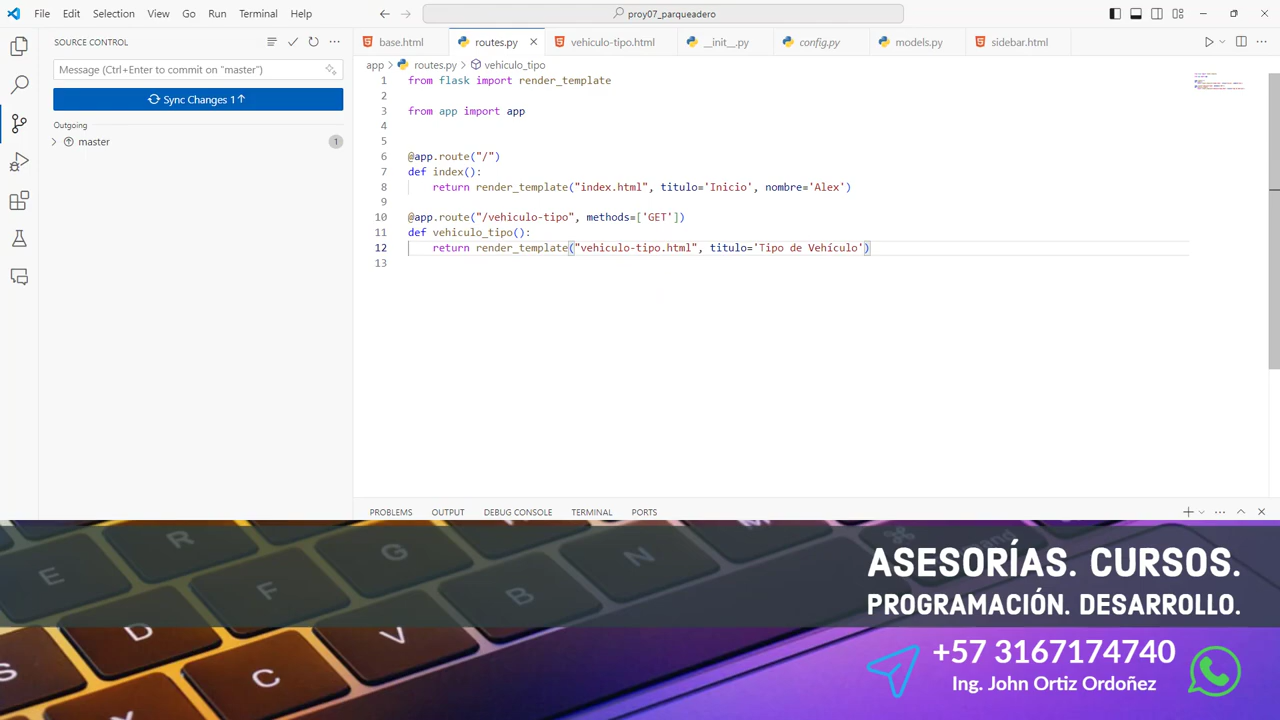 File Edit Selection View Go Run Terminal Help
proy07_parqueadero
SOURCE CONTROL
base.html routes.py vehiculo-tipo.html __init__.py config.py models.py sidebar.html
app > routes.py > vehiculo_tipo
Message (Ctrl+Enter to commit on "master")
Sync Changes 1↑
Outgoing
master 1
1 from flask import render_template
2
3 from app import app
4
5
6 @app.route("/")
7 def index():
8 return render_template("index.html", titulo='Inicio', nombre='Alex')
9
10 @app.route("/vehiculo-tipo", methods=['GET'])
11 def vehiculo_tipo():
12 return render_template("vehiculo-tipo.html", titulo='Tipo de Vehículo')
13
PROBLEMS OUTPUT DEBUG CONSOLE TERMINAL PORTS
ASESORÍAS. CURSOS.
PROGRAMACIÓN. DESARROLLO.
+57 3167174740
Ing. John Ortiz Ordoñez
E R F G V C B N M D S